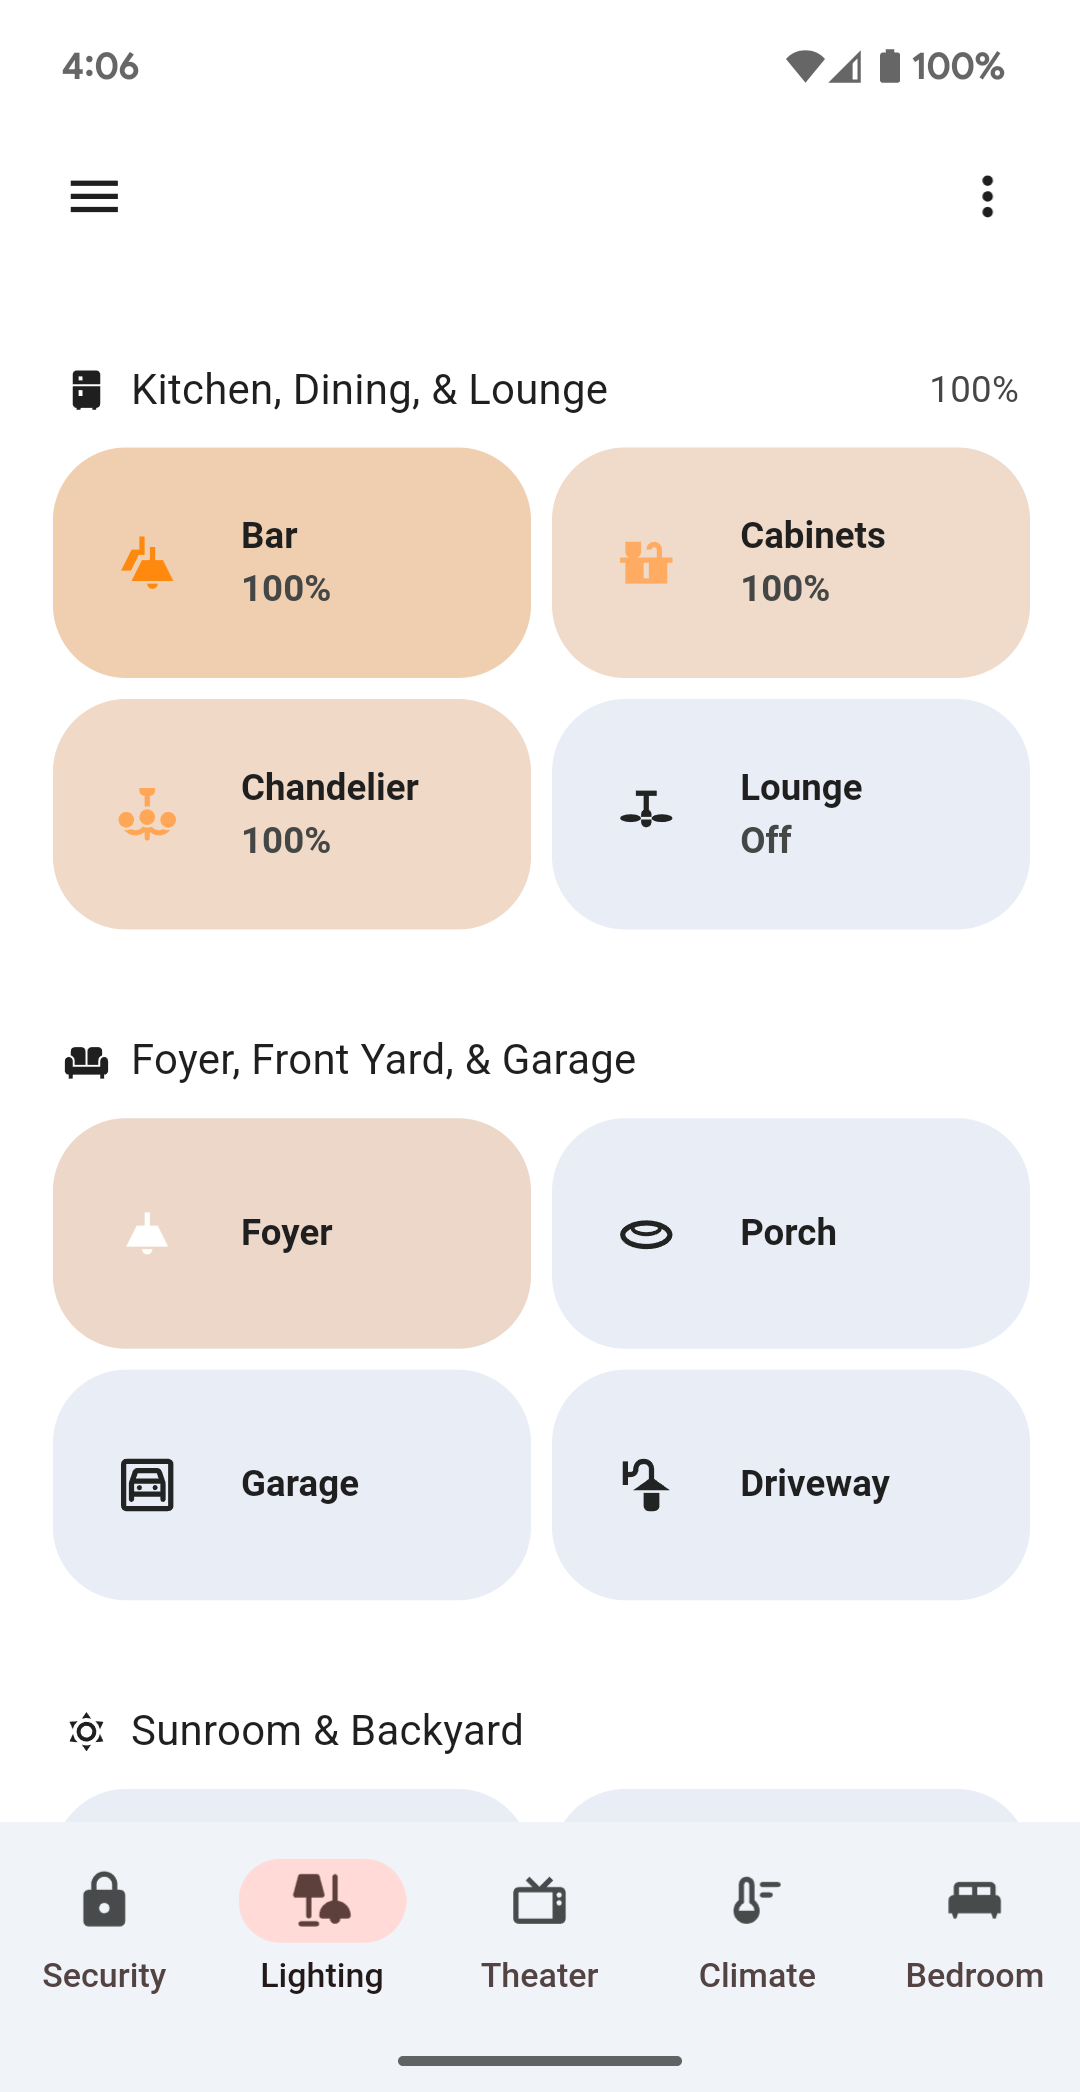 4:06
100%
Kitchen, Dining, & Lounge
100%
Bar
100%
Cabinets
100%
Chandelier
100%
Lounge
Off
Foyer, Front Yard, & Garage
Foyer
Porch
Garage
Driveway
Sunroom & Backyard
Security
Lighting
Theater
Climate
Bedroom